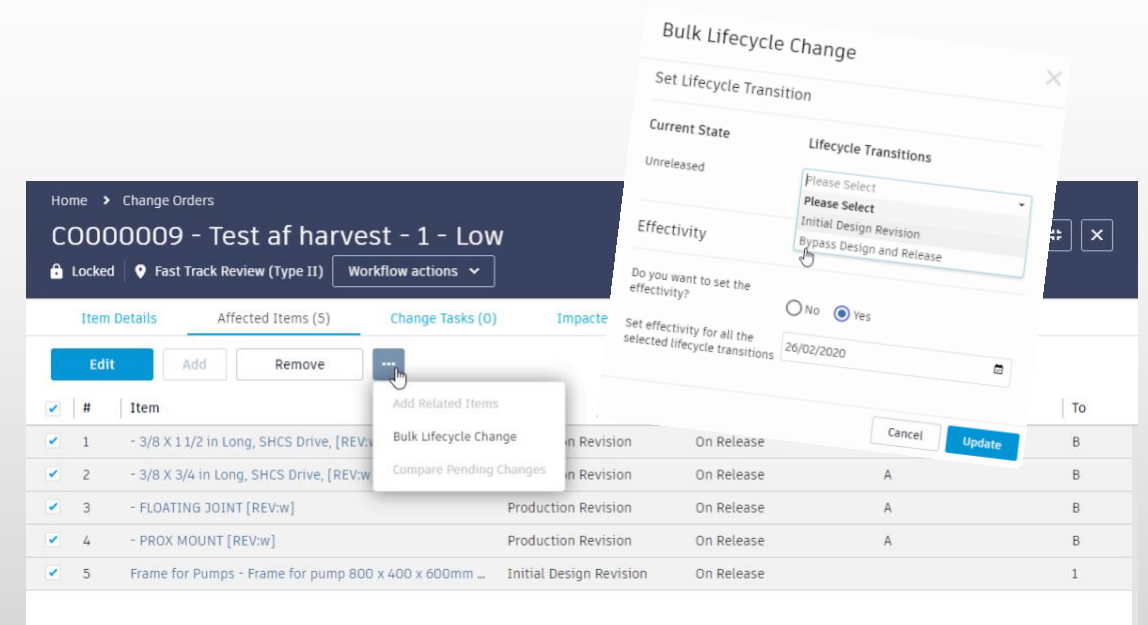 Bulk Lifecycle Change
Set Lifecycle Transition
Current State
Lifecycle Transitions
Unreleased
Please Select
Please Select
Initial Design Revision
Bypass Design and Release
Effectivity
Do you want to set the
effectivity?
No Yes
Set effectivity for all the
selected lifecycle transitions
26/02/2020
Cancel Update
Home > Change Orders
CO000009 - Test af harvest - 1 - Low
Locked Fast Track Review (Type II) Workflow actions
Item Details Affected Items (5) Change Tasks (0) Impacte
Edit Add Remove ...
Add Related Items
Bulk Lifecycle Change
Compare Pending Changes
# Item To
1 - 3/8 X 1 1/2 in Long, SHCS Drive, [REV:w n Revision On Release B
2 - 3/8 X 3/4 in Long, SHCS Drive, [REV:w n Revision On Release A B
3 - FLOATING JOINT [REV:w] Production Revision On Release A B
4 - PROX MOUNT [REV:w] Production Revision On Release A B
5 Frame for Pumps - Frame for pump 800 x 400 x 600mm ... Initial Design Revision On Release 1